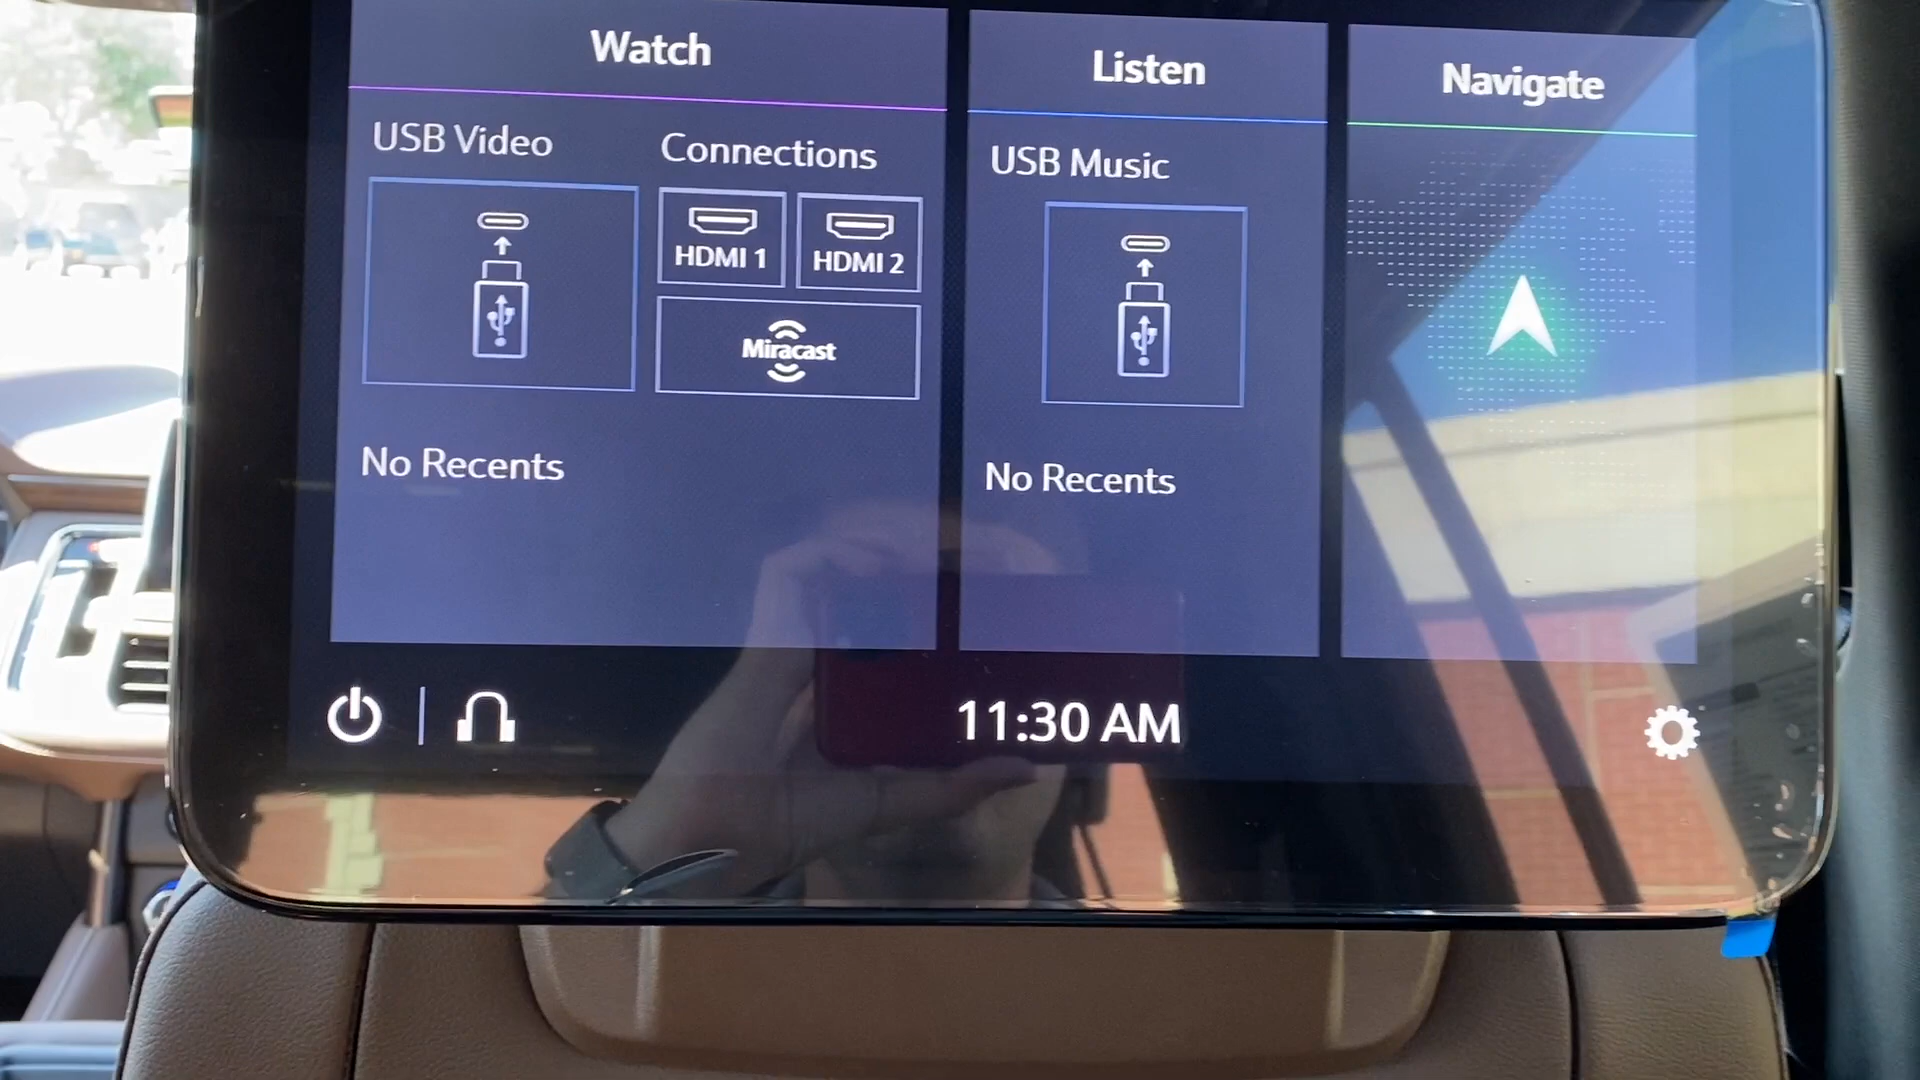 Watch
USB Video
Connections
HDMI 1
HDMI 2
Miracast
No Recents
Listen
USB Music
No Recents
Navigate
11:30 AM